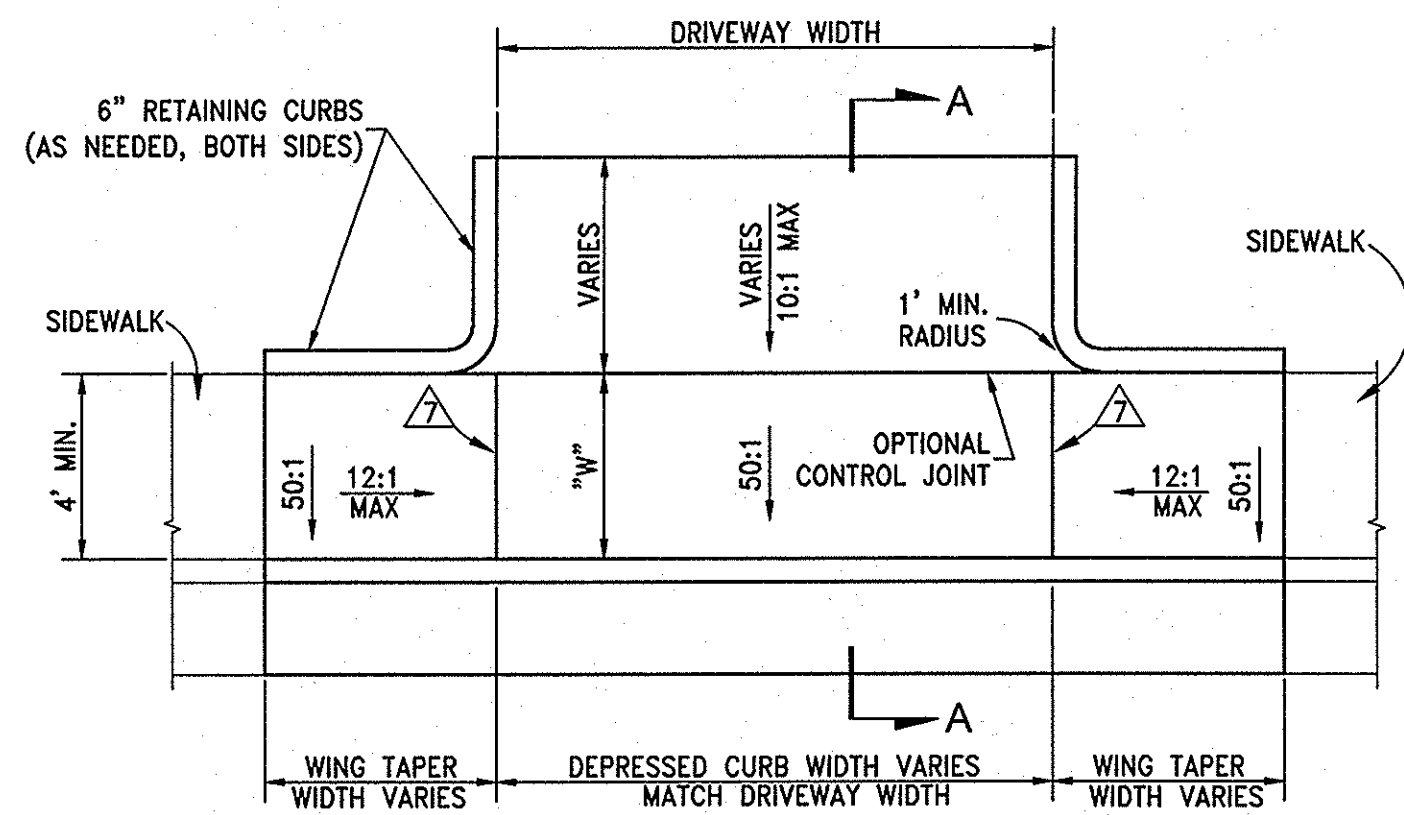 DRIVEWAY WIDTH
6" RETAINING CURBS
(AS NEEDED, BOTH SIDES)
A
SIDEWALK
VARIES
VARIES
10:1 MAX
1' MIN.
RADIUS
SIDEWALK
4' MIN.
7
7
50:1
12:1
MAX
"W"
50:1
OPTIONAL
CONTROL JOINT
12:1
MAX
50:1
A
WING TAPER
WIDTH VARIES
DEPRESSED CURB WIDTH VARIES
MATCH DRIVEWAY WIDTH
WING TAPER
WIDTH VARIES